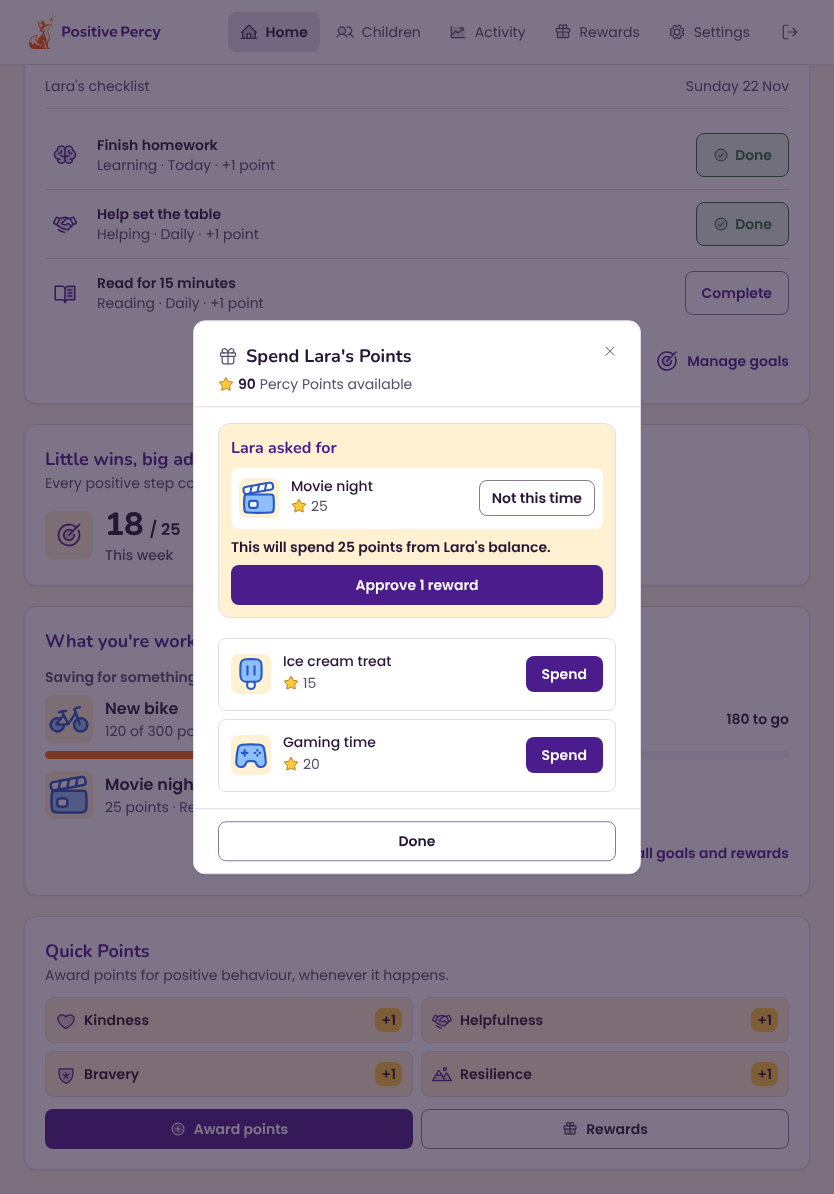 Positive Percy
Home
Children
Activity
Rewards
Settings
Lara's checklist
Sunday 22 Nov
Finish homework
Learning · Today · +1 point
Done
Help set the table
Helping · Daily · +1 point
Done
Read for 15 minutes
Reading · Daily · +1 point
Complete
Manage goals
Spend Lara's Points
90 Percy Points available
Lara asked for
Movie night
25
Not this time
This will spend 25 points from Lara's balance.
Approve 1 reward
Ice cream treat
15
Spend
Gaming time
20
Spend
Done
Little wins, big ad
Every positive step co
18 / 25
This week
What you're work
Saving for something
New bike
120 of 300 po
180 to go
Movie nigh
25 points · Re
all goals and rewards
Quick Points
Award points for positive behaviour, whenever it happens.
Kindness +1
Helpfulness +1
Bravery +1
Resilience +1
Award points
Rewards